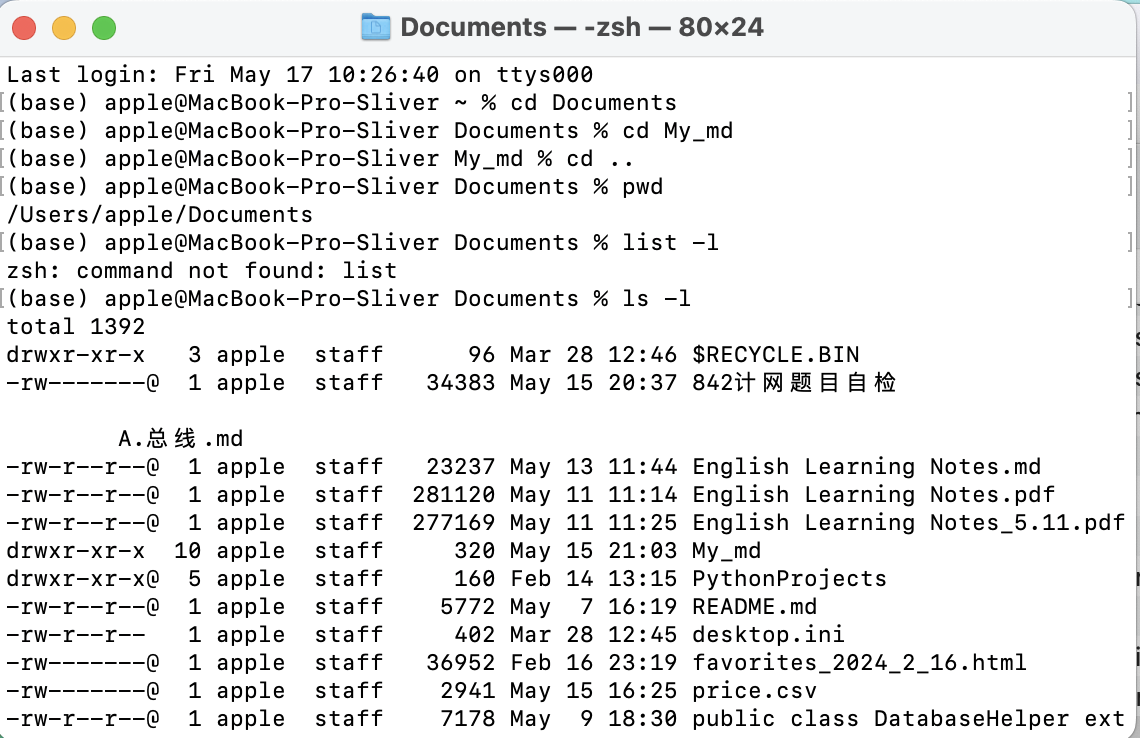 Documents — -zsh — 80×24
Last login: Fri May 17 10:26:40 on ttys000
[(base) apple@MacBook-Pro-Sliver ~ % cd Documents ]
[(base) apple@MacBook-Pro-Sliver Documents % cd My_md ]
[(base) apple@MacBook-Pro-Sliver My_md % cd .. ]
[(base) apple@MacBook-Pro-Sliver Documents % pwd ]
/Users/apple/Documents
[(base) apple@MacBook-Pro-Sliver Documents % list -l ]
zsh: command not found: list
[(base) apple@MacBook-Pro-Sliver Documents % ls -l ]
total 1392
drwxr-xr-x   3 apple  staff      96 Mar 28 12:46 $RECYCLE.BIN
-rw-------@  1 apple  staff   34383 May 15 20:37 842计网题目自检
A.总线.md
-rw-r--r--@  1 apple  staff   23237 May 13 11:44 English Learning Notes.md
-rw-r--r--@  1 apple  staff  281120 May 11 11:14 English Learning Notes.pdf
-rw-r--r--@  1 apple  staff  277169 May 11 11:25 English Learning Notes_5.11.pdf
drwxr-xr-x  10 apple  staff     320 May 15 21:03 My_md
drwxr-xr-x@  5 apple  staff     160 Feb 14 13:15 PythonProjects
-rw-r--r--@  1 apple  staff    5772 May  7 16:19 README.md
-rw-r--r--   1 apple  staff     402 Mar 28 12:45 desktop.ini
-rw-------@  1 apple  staff   36952 Feb 16 23:19 favorites_2024_2_16.html
-rw-------@  1 apple  staff    2941 May 15 16:25 price.csv
-rw-r--r--@  1 apple  staff    7178 May  9 18:30 public class DatabaseHelper ext